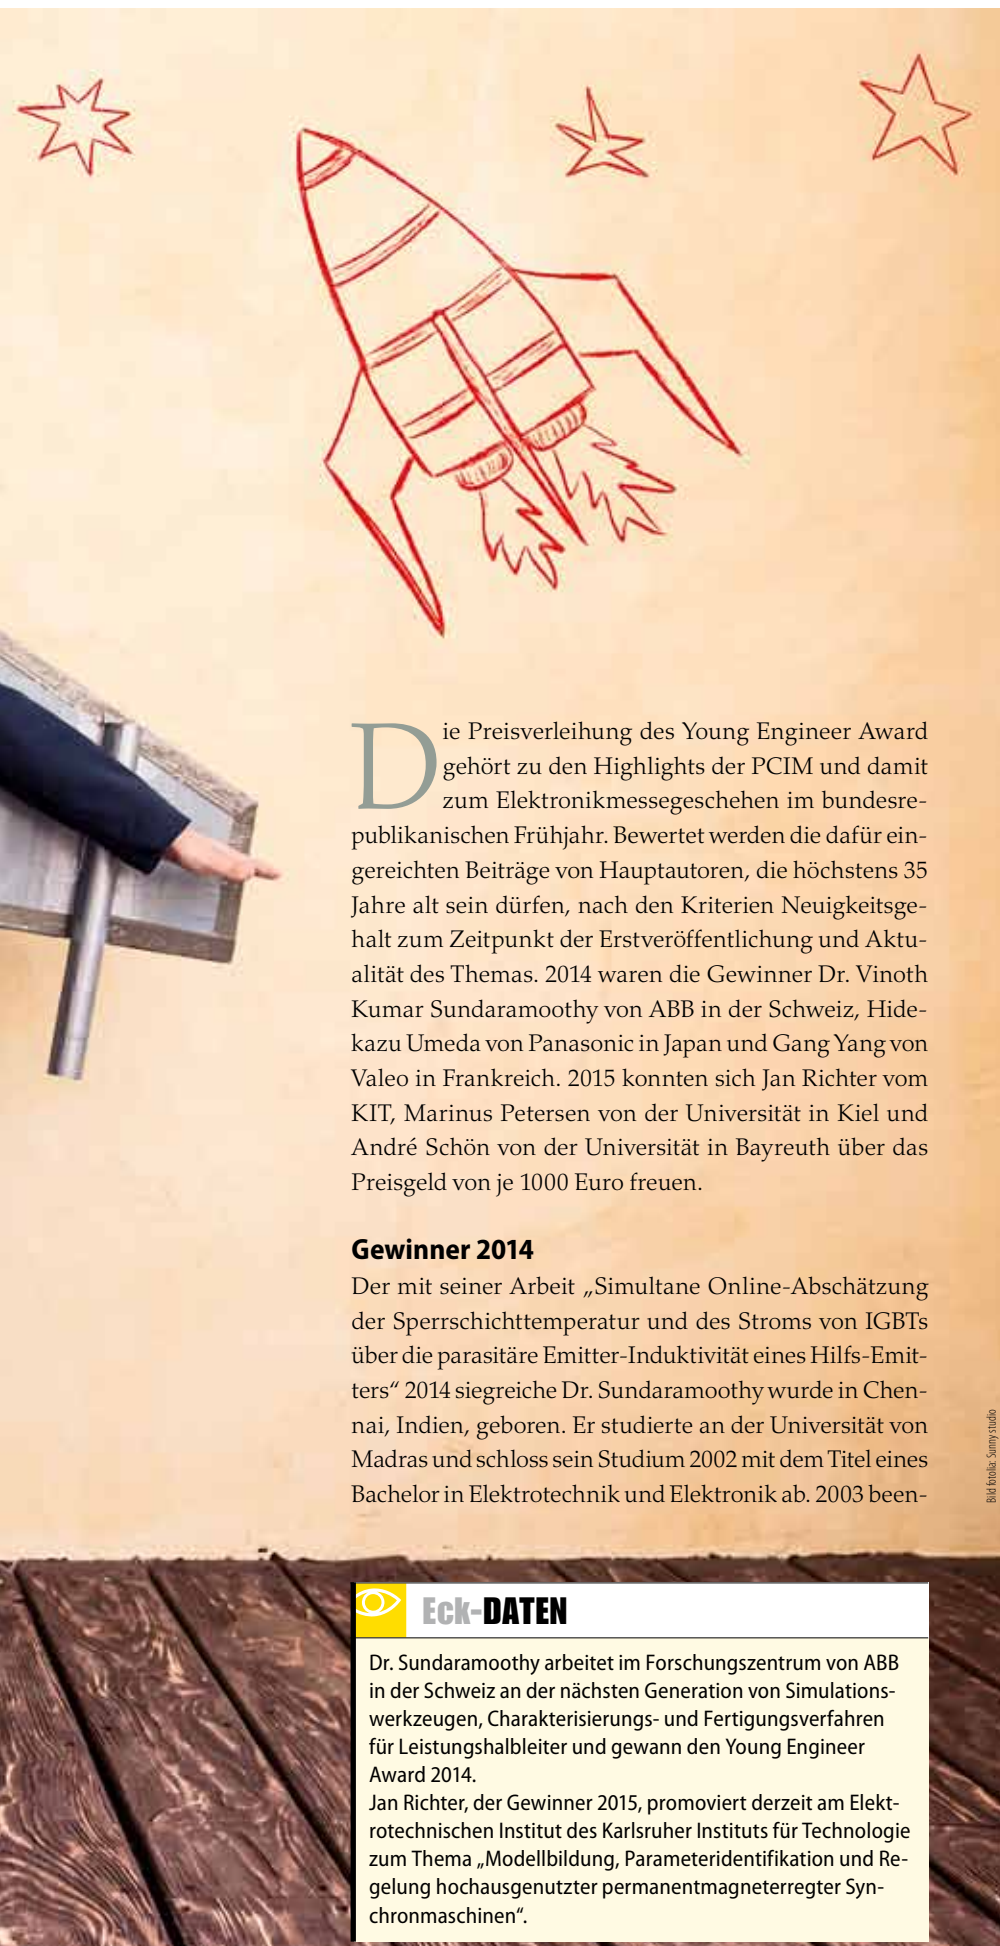 Die Preisverleihung des Young Engineer Award
gehört zu den Highlights der PCIM und damit
zum Elektronikmessegeschehen im bundesre-
publikanischen Frühjahr. Bewertet werden die dafür ein-
gereichten Beiträge von Hauptautoren, die höchstens 35
Jahre alt sein dürfen, nach den Kriterien Neuigkeitsge-
halt zum Zeitpunkt der Erstveröffentlichung und Aktu-
alität des Themas. 2014 waren die Gewinner Dr. Vinoth
Kumar Sundaramoothy von ABB in der Schweiz, Hide-
kazu Umeda von Panasonic in Japan und Gang Yang von
Valeo in Frankreich. 2015 konnten sich Jan Richter vom
KIT, Marinus Petersen von der Universität in Kiel und
André Schön von der Universität in Bayreuth über das
Preisgeld von je 1000 Euro freuen.
Gewinner 2014
Der mit seiner Arbeit „Simultane Online-Abschätzung
der Sperrschichttemperatur und des Stroms von IGBTs
über die parasitäre Emitter-Induktivität eines Hilfs-Emit-
ters“ 2014 siegreiche Dr. Sundaramoothy wurde in Chen-
nai, Indien, geboren. Er studierte an der Universität von
Madras und schloss sein Studium 2002 mit dem Titel eines
Bachelor in Elektrotechnik und Elektronik ab. 2003 been-
Bild fotolia: Sunny studio
Eck-DATEN
Dr. Sundaramoothy arbeitet im Forschungszentrum von ABB
in der Schweiz an der nächsten Generation von Simulations-
werkzeugen, Charakterisierungs- und Fertigungsverfahren
für Leistungshalbleiter und gewann den Young Engineer
Award 2014.
Jan Richter, der Gewinner 2015, promoviert derzeit am Elekt-
rotechnischen Institut des Karlsruher Instituts für Technologie
zum Thema „Modellbildung, Parameteridentifikation und Re-
gelung hochausgenutzter permanentmagneterregter Syn-
chronmaschinen“.